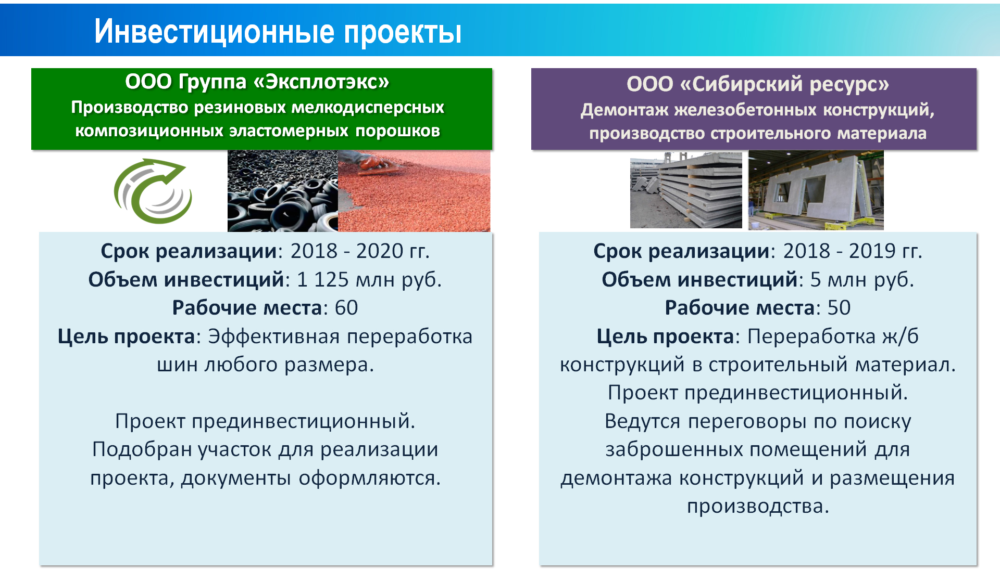 Инвестиционные проекты
ООО Группа «Эксплотэкс»
Производство резиновых мелкодисперсных
композиционных эластомерных порошков
Срок реализации: 2018 - 2020 гг.
Объем инвестиций: 1 125 млн руб.
Рабочие места: 60
Цель проекта: Эффективная переработка
шин любого размера.
Проект прединвестиционный.
Подобран участок для реализации
проекта, документы оформляются.
ООО «Сибирский ресурс»
Демонтаж железобетонных конструкций,
производство строительного материала
Срок реализации: 2018 - 2019 гг.
Объем инвестиций: 5 млн руб.
Рабочие места: 50
Цель проекта: Переработка ж/б
конструкций в строительный материал.
Проект прединвестиционный.
Ведутся переговоры по поиску
заброшенных помещений для
демонтажа конструкций и размещения
производства.